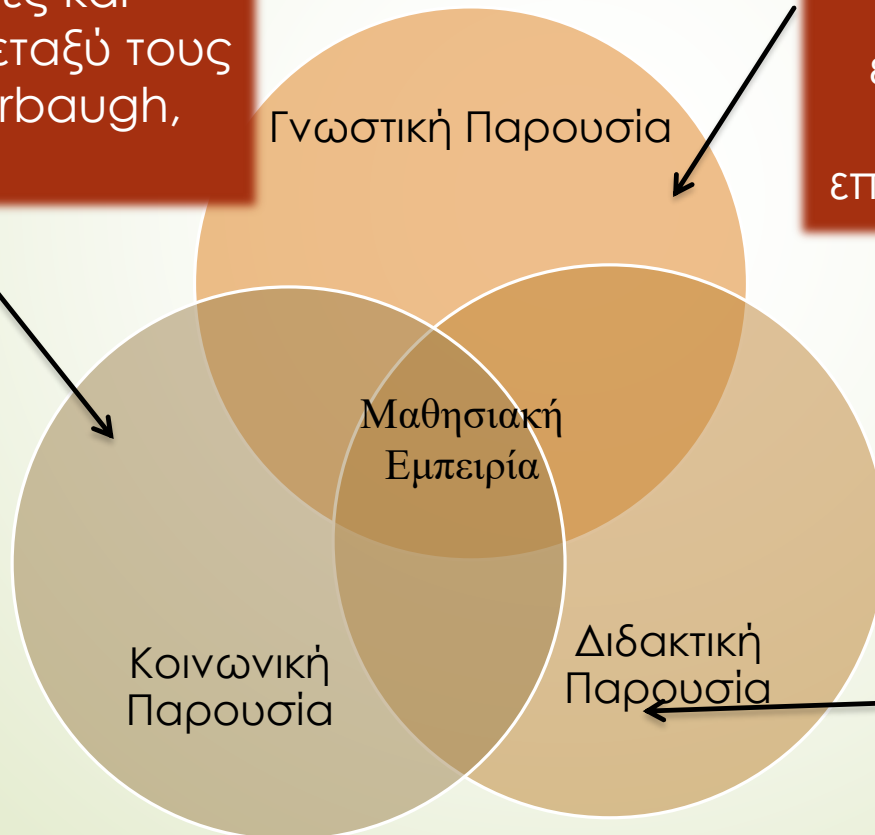 εταξύ τους
rbaugh,
επ
Γνωστική Παρουσία
Μαθησιακή
Εμπειρία
Κοινωνική
Παρουσία
Διδακτική
Παρουσία